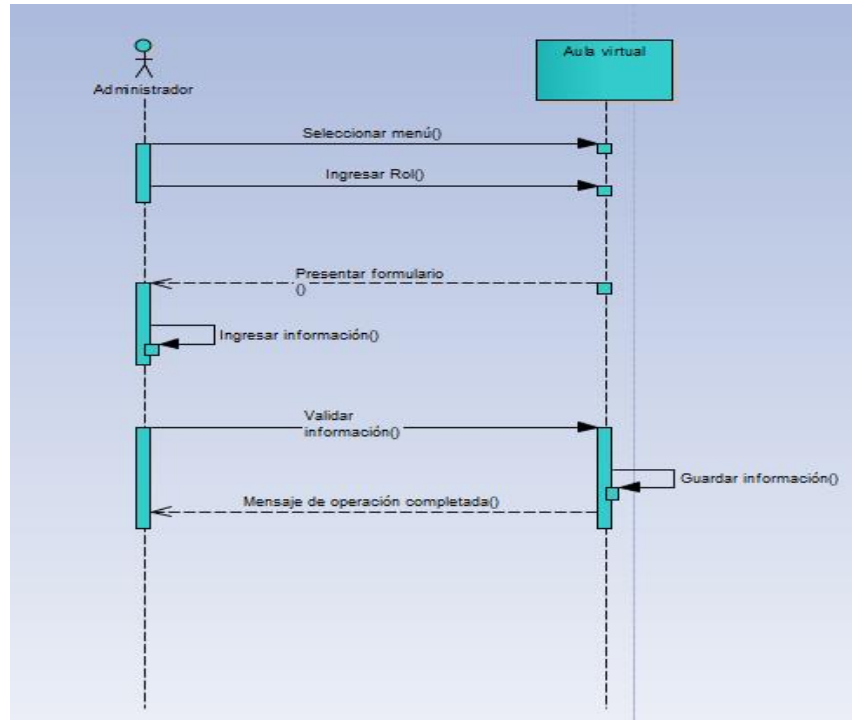 Administrador
Aula virtual
Seleccionar menú()
Ingresar Rol()
Presentar formulario
()
Ingresar información()
Validar
información()
Guardar información()
Mensaje de operación completada()